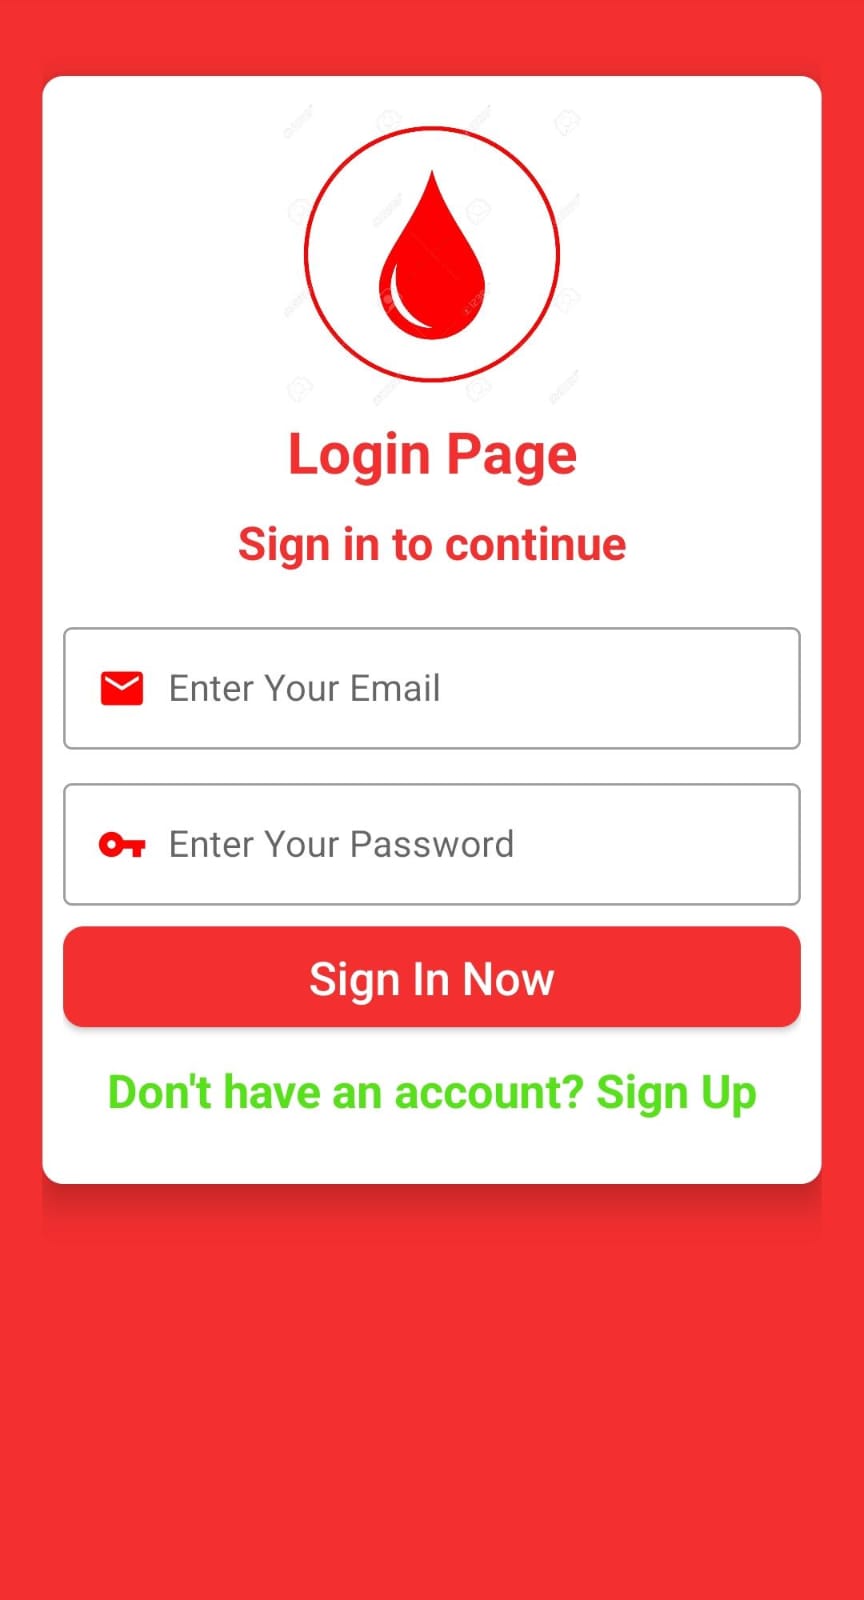 Login Page
Sign in to continue
Enter Your Email
Enter Your Password
Sign In Now
Don't have an account? Sign Up